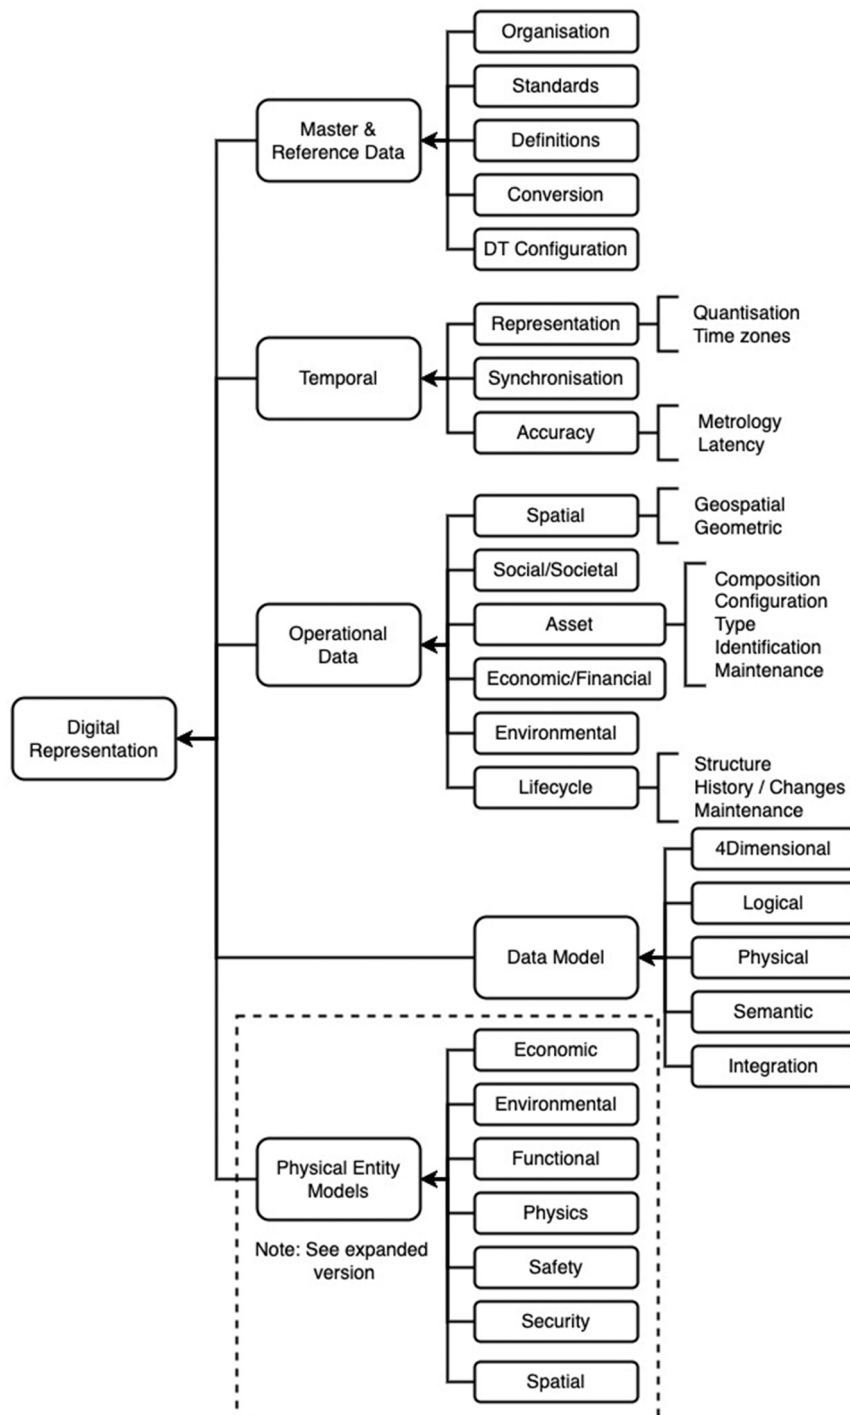 Organisation
Standards
Master &
Reference Data
Definitions
Conversion
DT Configuration
Representation
Quantisation
Time zones
Temporal
Synchronisation
Accuracy
Metrology
Latency
Spatial
Geospatial
Geometric
Social/Societal
Operational
Data
Asset
Composition
Configuration
Type
Identification
Maintenance
Economic/Financial
Environmental
Lifecycle
Structure
History / Changes
Maintenance
Digital
Representation
Data Model
4Dimensional
Logical
Physical
Semantic
Integration
Economic
Environmental
Functional
Physical Entity
Models
Physics
Note: See expanded
version
Safety
Security
Spatial